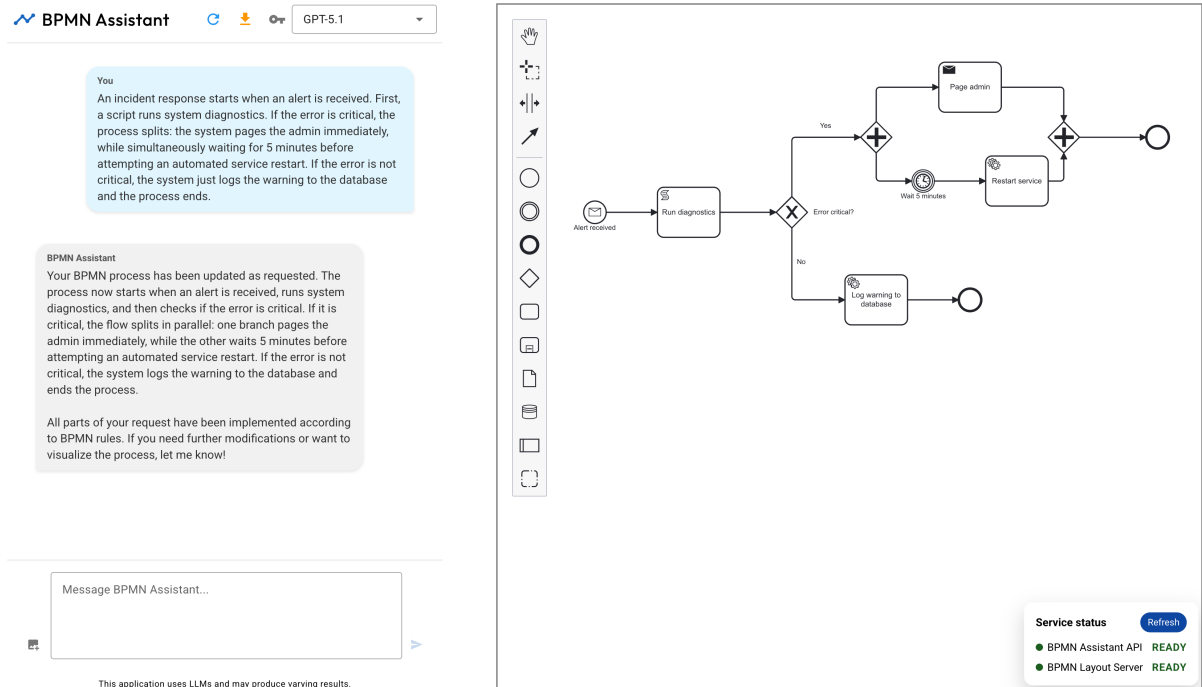 BPMN Assistant
GPT-5.1
You
An incident response starts when an alert is received. First,
a script runs system diagnostics. If the error is critical, the
process splits: the system pages the admin immediately,
while simultaneously waiting for 5 minutes before
attempting an automated service restart. If the error is not
critical, the system just logs the warning to the database
and the process ends.
BPMN Assistant
Your BPMN process has been updated as requested. The
process now starts when an alert is received, runs system
diagnostics, and then checks if the error is critical. If it is
critical, the flow splits in parallel: one branch pages the
admin immediately, while the other waits 5 minutes before
attempting an automated service restart. If the error is not
critical, the system logs the warning to the database and
ends the process.
All parts of your request have been implemented according
to BPMN rules. If you need further modifications or want to
visualize the process, let me know!
Message BPMN Assistant...
This application uses LLMs and may produce varying results.
Alert received
Run diagnostics
Error critical?
Yes
No
Page admin
Wait 5 minutes
Restart service
Log warning to
database
Service status
Refresh
BPMN Assistant API READY
BPMN Layout Server READY